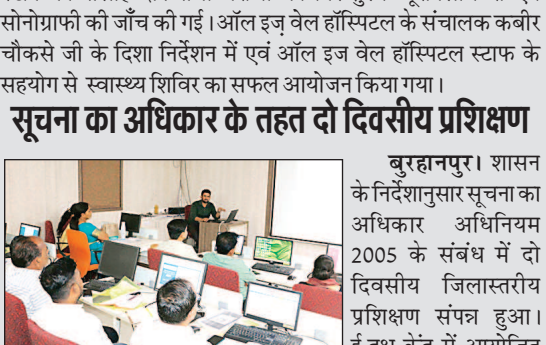 सोनोग्राफी की जाँच की गई। ऑल इज़ वेल हॉस्पिटल के संचालक कबीर
चौकसे जी के दिशा निर्देशन में एवं ऑल इज वेल हॉस्पिटल स्टाफ के
सहयोग से स्वास्थ्य शिविर का सफल आयोजन किया गया।
सूचना का अधिकार के तहत दो दिवसीय प्रशिक्षण
बुरहानपुर। शासन
के निर्देशानुसार सूचना का
अधिकार अधिनियम
2005 के संबंध में दो
दिवसीय जिलास्तरीय
प्रशिक्षण संपन्न हुआ।